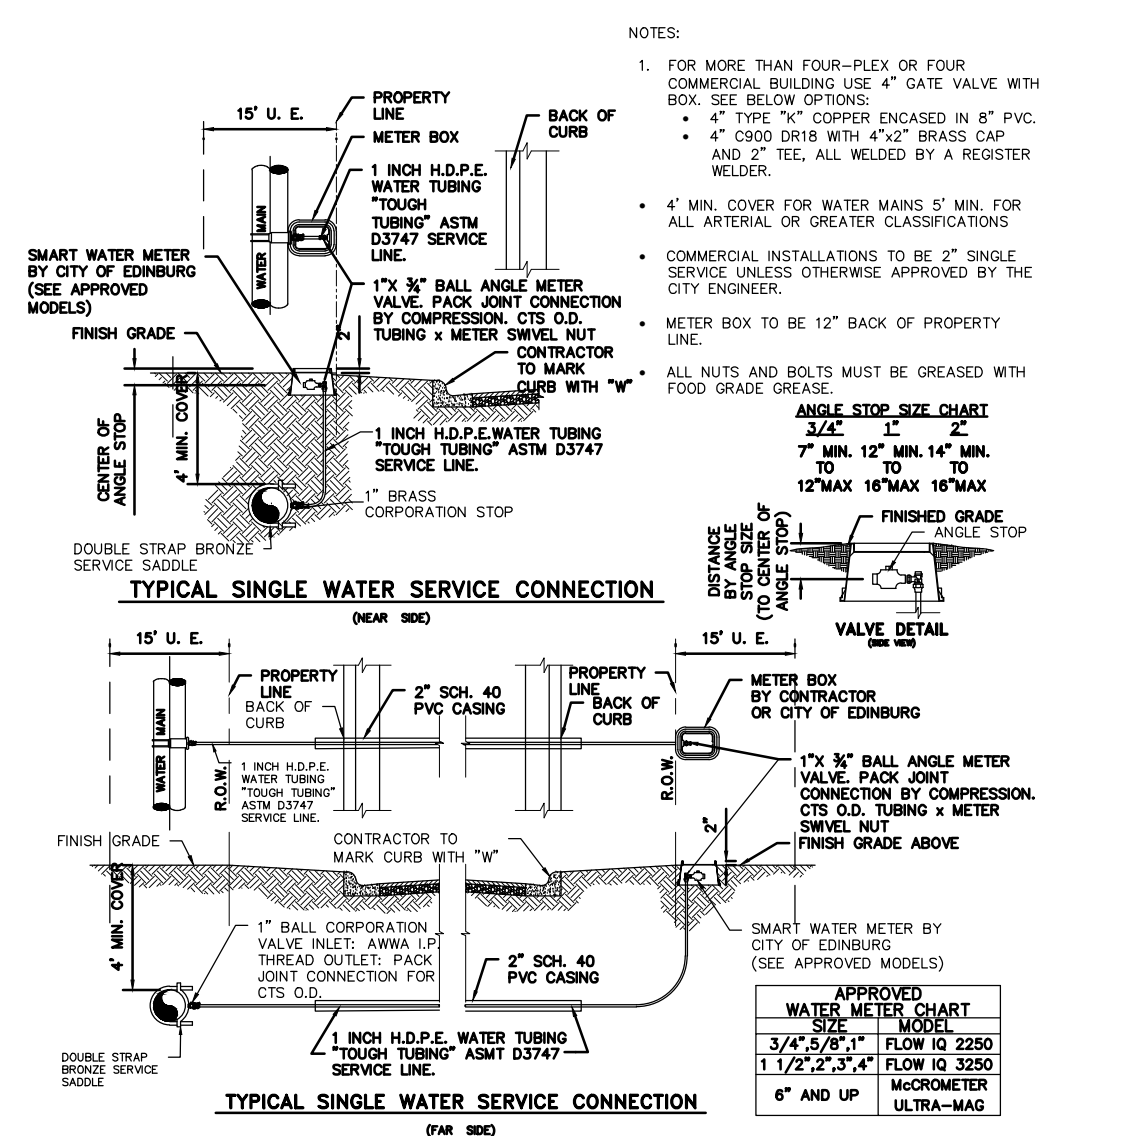 NOTES:
1. FOR MORE THAN FOUR-PLEX OR FOUR
COMMERCIAL BUILDING USE 4" GATE VALVE WITH
BOX. SEE BELOW OPTIONS:
• 4" TYPE "K" COPPER ENCASED IN 8" PVC.
• 4" C900 DR18 WITH 4"x2" BRASS CAP
AND 2" TEE, ALL WELDED BY A REGISTER
WELDER.
• 4' MIN. COVER FOR WATER MAINS 5' MIN. FOR
ALL ARTERIAL OR GREATER CLASSIFICATIONS
• COMMERCIAL INSTALLATIONS TO BE 2" SINGLE
SERVICE UNLESS OTHERWISE APPROVED BY THE
CITY ENGINEER.
• METER BOX TO BE 12" BACK OF PROPERTY
LINE.
• ALL NUTS AND BOLTS MUST BE GREASED WITH
FOOD GRADE GREASE.
15' U. E.
PROPERTY
LINE
METER BOX
BACK OF
CURB
1 INCH H.D.P.E.
WATER TUBING
"TOUGH
TUBING" ASTM
D3747 SERVICE
LINE.
WATER MAIN
SMART WATER METER
BY CITY OF EDINBURG
(SEE APPROVED
MODELS)
1"X ¾" BALL ANGLE METER
VALVE. PACK JOINT CONNECTION
BY COMPRESSION. CTS O.D.
TUBING x METER SWIVEL NUT
2"
FINISH GRADE
CONTRACTOR
TO MARK
CURB WITH "W"
4' MIN. COVER
CENTER OF
ANGLE STOP
1 INCH H.D.P.E.WATER TUBING
"TOUGH TUBING" ASTM D3747
SERVICE LINE.
1" BRASS
CORPORATION STOP
DOUBLE STRAP BRONZE
SERVICE SADDLE
TYPICAL SINGLE WATER SERVICE CONNECTION
(NEAR SIDE)
ANGLE STOP SIZE CHART
3/4" 1" 2"
7" MIN. 12" MIN. 14" MIN.
TO TO TO
12"MAX 16"MAX 16"MAX
FINISHED GRADE
ANGLE STOP
DISTANCE
BY ANGLE
STOP SIZE
(TO CENTER OF
ANGLE STOP)
VALVE DETAIL
(SIDE VIEW)
15' U. E.
15' U. E.
PROPERTY
LINE
BACK OF
CURB
2" SCH. 40
PVC CASING
PROPERTY
LINE
BACK OF
CURB
METER BOX
BY CONTRACTOR
OR CITY OF EDINBURG
WATER MAIN
R.O.W.
1 INCH H.D.P.E.
WATER TUBING
"TOUGH TUBING"
ASTM D3747
SERVICE LINE.
R.O.W.
1"X ¾" BALL ANGLE METER
VALVE. PACK JOINT
CONNECTION BY COMPRESSION.
CTS O.D. TUBING x METER
SWIVEL NUT
2"
FINISH GRADE ABOVE
FINISH GRADE
CONTRACTOR TO
MARK CURB WITH "W"
4' MIN. COVER
1" BALL CORPORATION
VALVE INLET: AWWA I.P.
THREAD OUTLET: PACK
JOINT CONNECTION FOR
CTS O.D.
2" SCH. 40
PVC CASING
SMART WATER METER BY
CITY OF EDINBURG
(SEE APPROVED MODELS)
1 INCH H.D.P.E. WATER TUBING
"TOUGH TUBING" ASMT D3747
SERVICE LINE.
DOUBLE STRAP
BRONZE SERVICE
SADDLE
APPROVED
WATER METER CHART
SIZE MODEL
3/4",5/8",1" FLOW IQ 2250
1 1/2",2",3",4" FLOW IQ 3250
6" AND UP McCROMETER
ULTRA-MAG
TYPICAL SINGLE WATER SERVICE CONNECTION
(FAR SIDE)